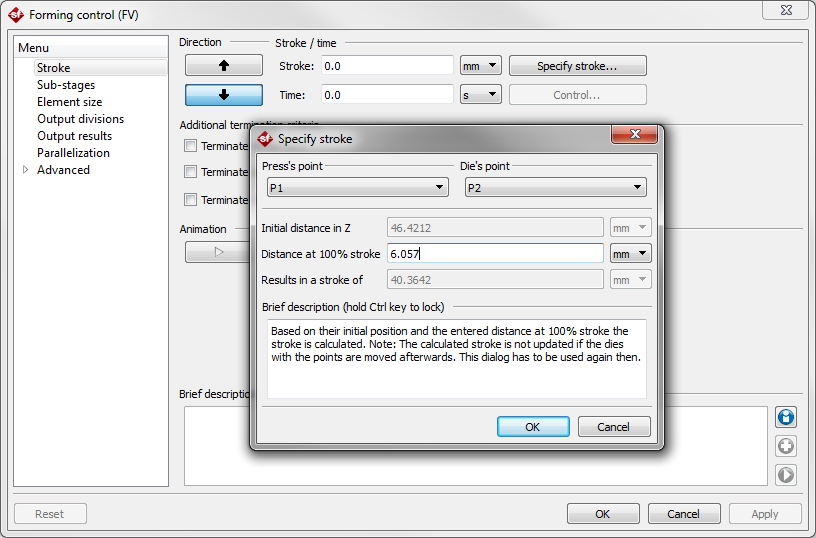 Forming control (FV)
Menu
Stroke
Sub-stages
Element size
Output divisions
Output results
Parallelization
Advanced
Direction
Stroke / time
Stroke: 0.0 mm Specify stroke...
Time: 0.0 s Control...
Additional termination criteria
Terminate
Terminate
Terminate
Animation
Specify stroke
Press's point
Die's point
P1
P2
Initial distance in Z 46.4212 mm
Distance at 100% stroke 6.057 mm
Results in a stroke of 40.3642 mm
Brief description (hold Ctrl key to lock)
Based on their initial position and the entered distance at 100% stroke the
stroke is calculated. Note: The calculated stroke is not updated if the dies
with the points are moved afterwards. This dialog has to be used again then.
OK Cancel
Brief descriptio
Reset OK Cancel Apply